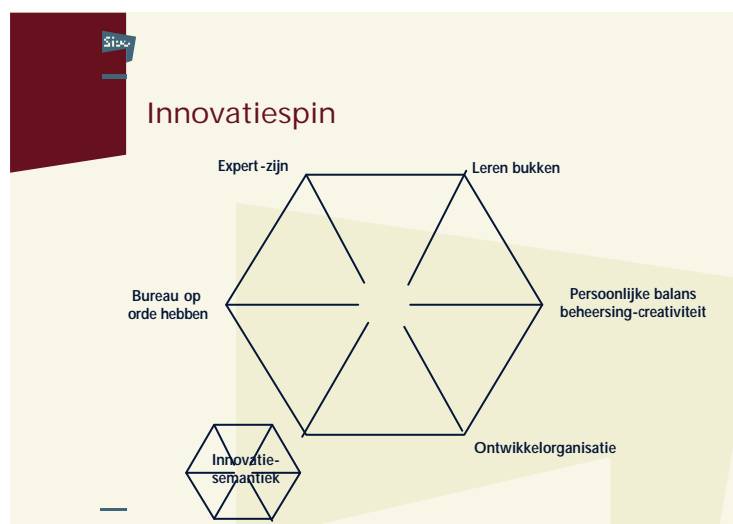 Innovatiespin
Expert-zijn
Leren bukken
Bureau op
orde hebben
Persoonlijke balans
beheersing-creativiteit
Ontwikkelorganisatie
Innovatie-
semantiek